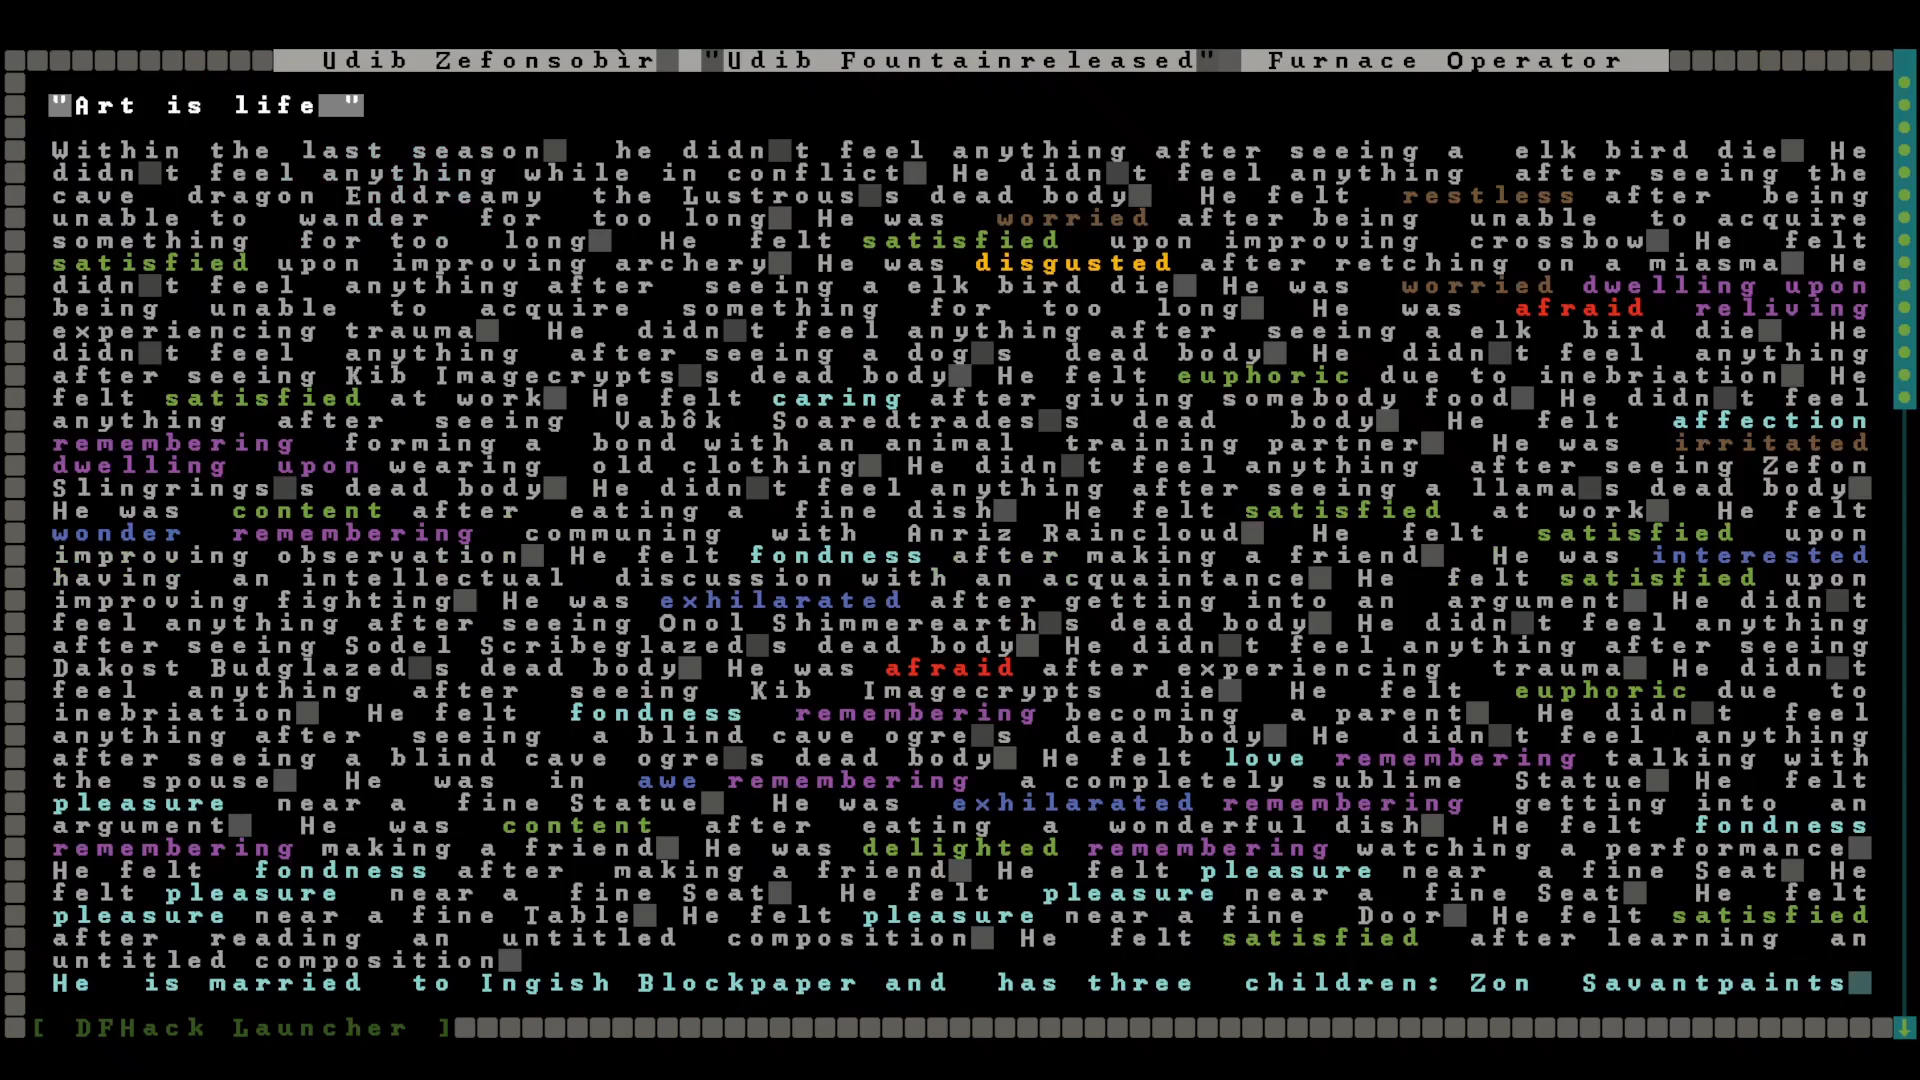 Udib Zefonsobìr, "Udib Fountainreleased", Furnace Operator
"Art is life."
Within the last season, he didn't feel anything after seeing a elk bird die. He
didn't feel anything while in conflict. He didn't feel anything after seeing the
cave dragon Enddreamy the Lustrous's dead body. He felt restless after being
unable to wander for too long. He was worried after being unable to acquire
something for too long. He felt satisfied upon improving crossbow. He felt
satisfied upon improving archery. He was disgusted after retching on a miasma. He
didn't feel anything after seeing a elk bird die. He was worried dwelling upon
being unable to acquire something for too long. He was afraid reliving
experiencing trauma. He didn't feel anything after seeing a elk bird die. He
didn't feel anything after seeing a dog's dead body. He didn't feel anything
after seeing Kib Imagecrypts's dead body. He felt euphoric due to inebriation. He
felt satisfied at work. He felt caring after giving somebody food. He didn't feel
anything after seeing Vabôk Soaredtrades's dead body. He felt affection
remembering forming a bond with an animal training partner. He was irritated
dwelling upon wearing old clothing. He didn't feel anything after seeing Zefon
Slingrings's dead body. He didn't feel anything after seeing a llama's dead body.
He was content after eating a fine dish. He felt satisfied at work. He felt
wonder remembering communing with Anriz Raincloud. He felt satisfied upon
improving observation. He felt fondness after making a friend. He was interested
having an intellectual discussion with an acquaintance. He felt satisfied upon
improving fighting. He was exhilarated after getting into an argument. He didn't
feel anything after seeing Onol Shimmerearth's dead body. He didn't feel anything
after seeing Sodel Scribeglazed's dead body. He didn't feel anything after seeing
Dakost Budglazed's dead body. He was afraid after experiencing trauma. He didn't
feel anything after seeing Kib Imagecrypts die. He felt euphoric due to
inebriation. He felt fondness remembering becoming a parent. He didn't feel
anything after seeing a blind cave ogre's dead body. He didn't feel anything
after seeing a blind cave ogre's dead body. He felt love remembering talking with
the spouse. He was in awe remembering a completely sublime Statue. He felt
pleasure near a fine Statue. He was exhilarated remembering getting into an
argument. He was content after eating a wonderful dish. He felt fondness
remembering making a friend. He was delighted remembering watching a performance.
He felt fondness after making a friend. He felt pleasure near a fine Seat. He
felt pleasure near a fine Seat. He felt pleasure near a fine Seat. He felt
pleasure near a fine Table. He felt pleasure near a fine Door. He felt satisfied
after reading an untitled composition. He felt satisfied after learning an
untitled composition.
He is married to Ingish Blockpaper and has three children: Zon Savantpaints,
[ DFHack Launcher ]